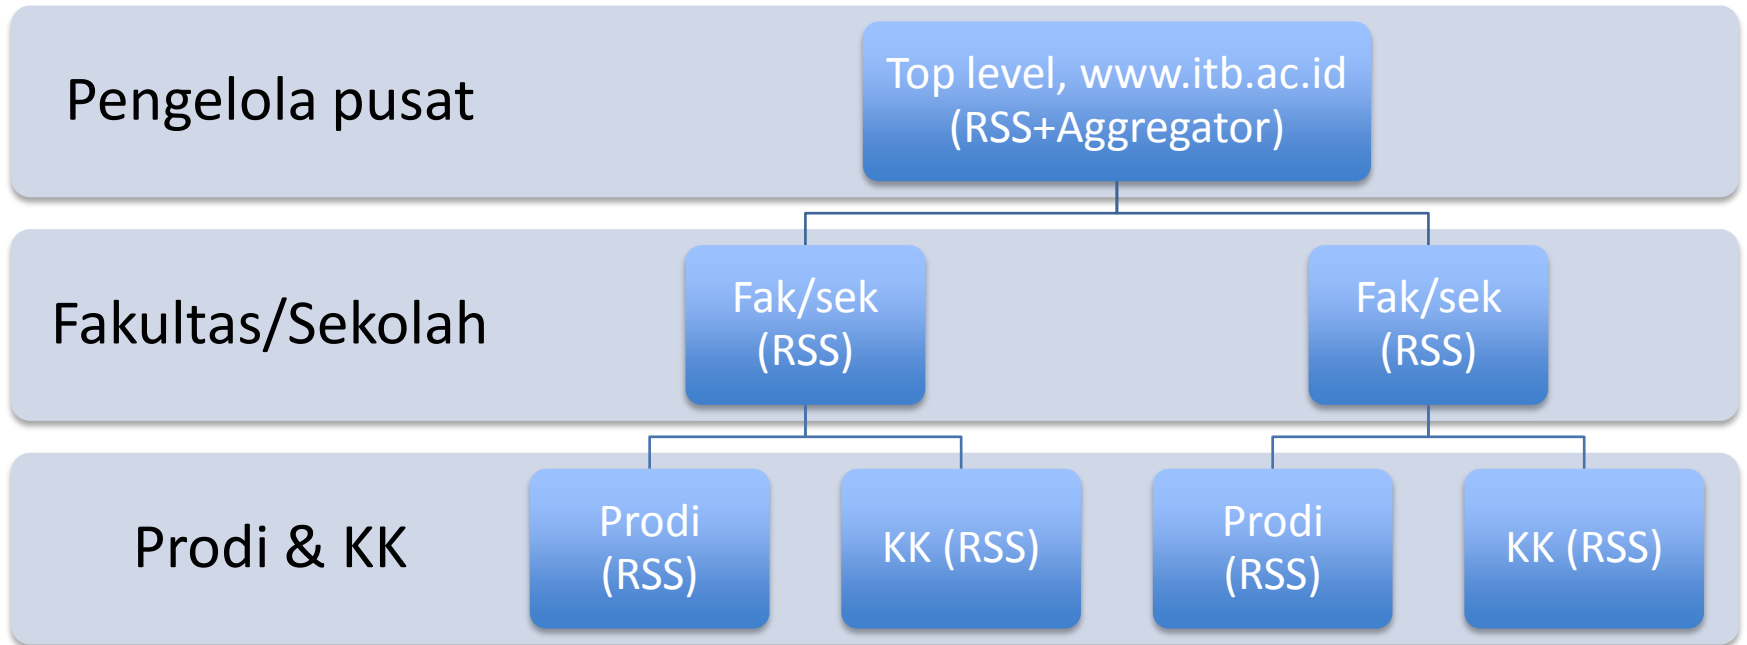 Pengelola pusat
Top level, www.itb.ac.id
(RSS+Aggregator)
Fakultas/Sekolah
Fak/sek
(RSS)
Fak/sek
(RSS)
Prodi & KK
Prodi
(RSS)
KK (RSS)
Prodi
(RSS)
KK (RSS)